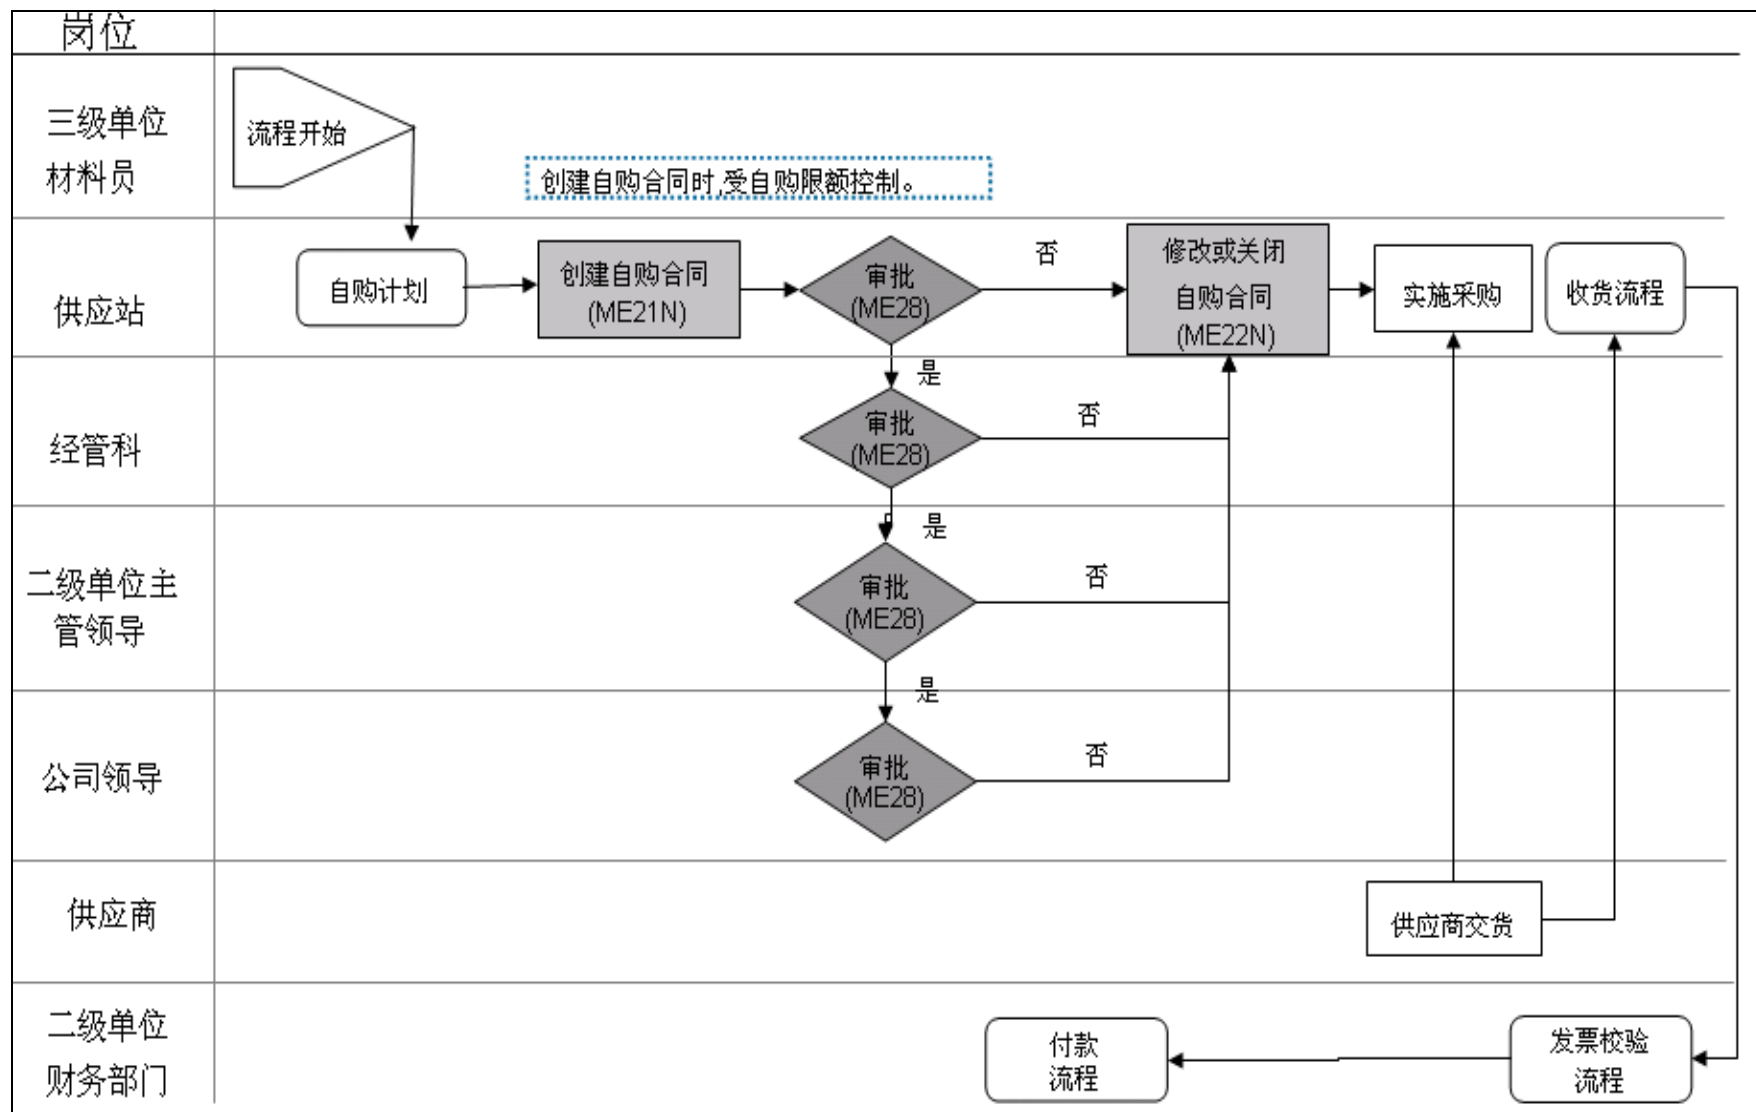 岗位
三级单位
材料员
流程开始
创建自购合同时,受自购限额控制。
供应站
自购计划
创建自购合同
(ME21N)
审批
(ME28)
否
修改或关闭
自购合同
(ME22N)
实施采购
收货流程
是
经管科
审批
(ME28)
否
是
二级单位主
管领导
审批
(ME28)
否
是
公司领导
审批
(ME28)
否
供应商
供应商交货
二级单位
财务部门
付款
流程
发票校验
流程